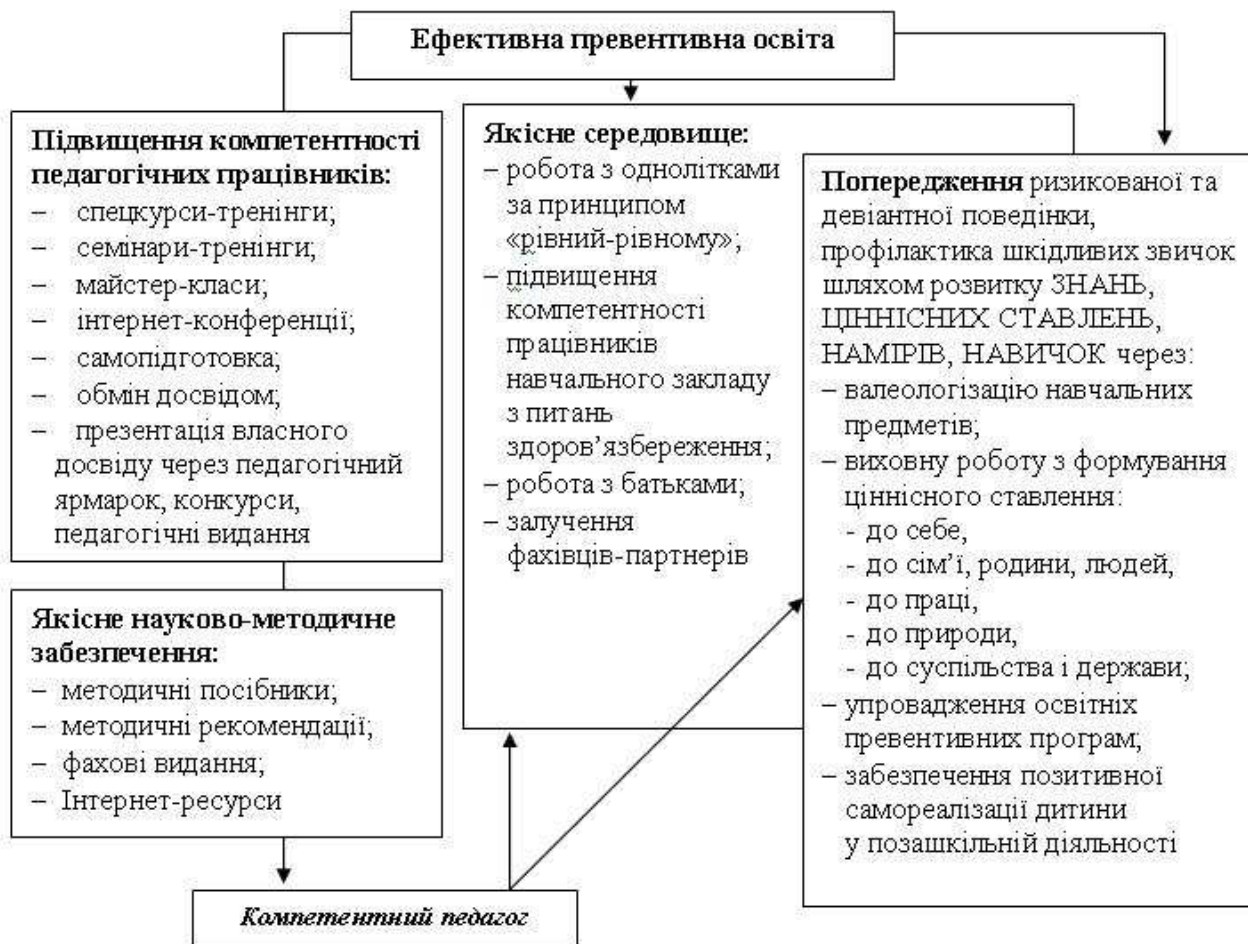 Ефективна превентивна освіта
Підвищення компетентності
педагогічних працівників:
– спецкурси-тренінги;
– семінари-тренінги;
– майстер-класи;
– інтернет-конференції;
– самопідготовка;
– обмін досвідом;
– презентація власного
досвіду через педагогічний
ярмарок, конкурси,
педагогічні видання
Якісне науково-методичне
забезпечення:
– методичні посібники;
– методичні рекомендації;
– фахові видання;
– Інтернет-ресурси
Якісне середовище:
– робота з однолітками
за принципом
«рівний-рівному»;
– підвищення
компетентності
працівників
навчального закладу
з питань
здоров’язбереження;
– робота з батьками;
– залучення
фахівців-партнерів
Попередження ризикованої та
девіантної поведінки,
профілактика шкідливих звичок
шляхом розвитку ЗНАНЬ,
ЦІННІСНИХ СТАВЛЕНЬ,
НАМІРІВ, НАВИЧОК через:
– валеологізацію навчальних
предметів;
– виховну роботу з формування
ціннісного ставлення:
- до себе,
- до сім’ї, родини, людей,
- до праці,
- до природи,
- до суспільства і держави;
– упровадження освітніх
превентивних програм;
– забезпечення позитивної
самореалізації дитини
у позашкільній діяльності
Компетентний педагог